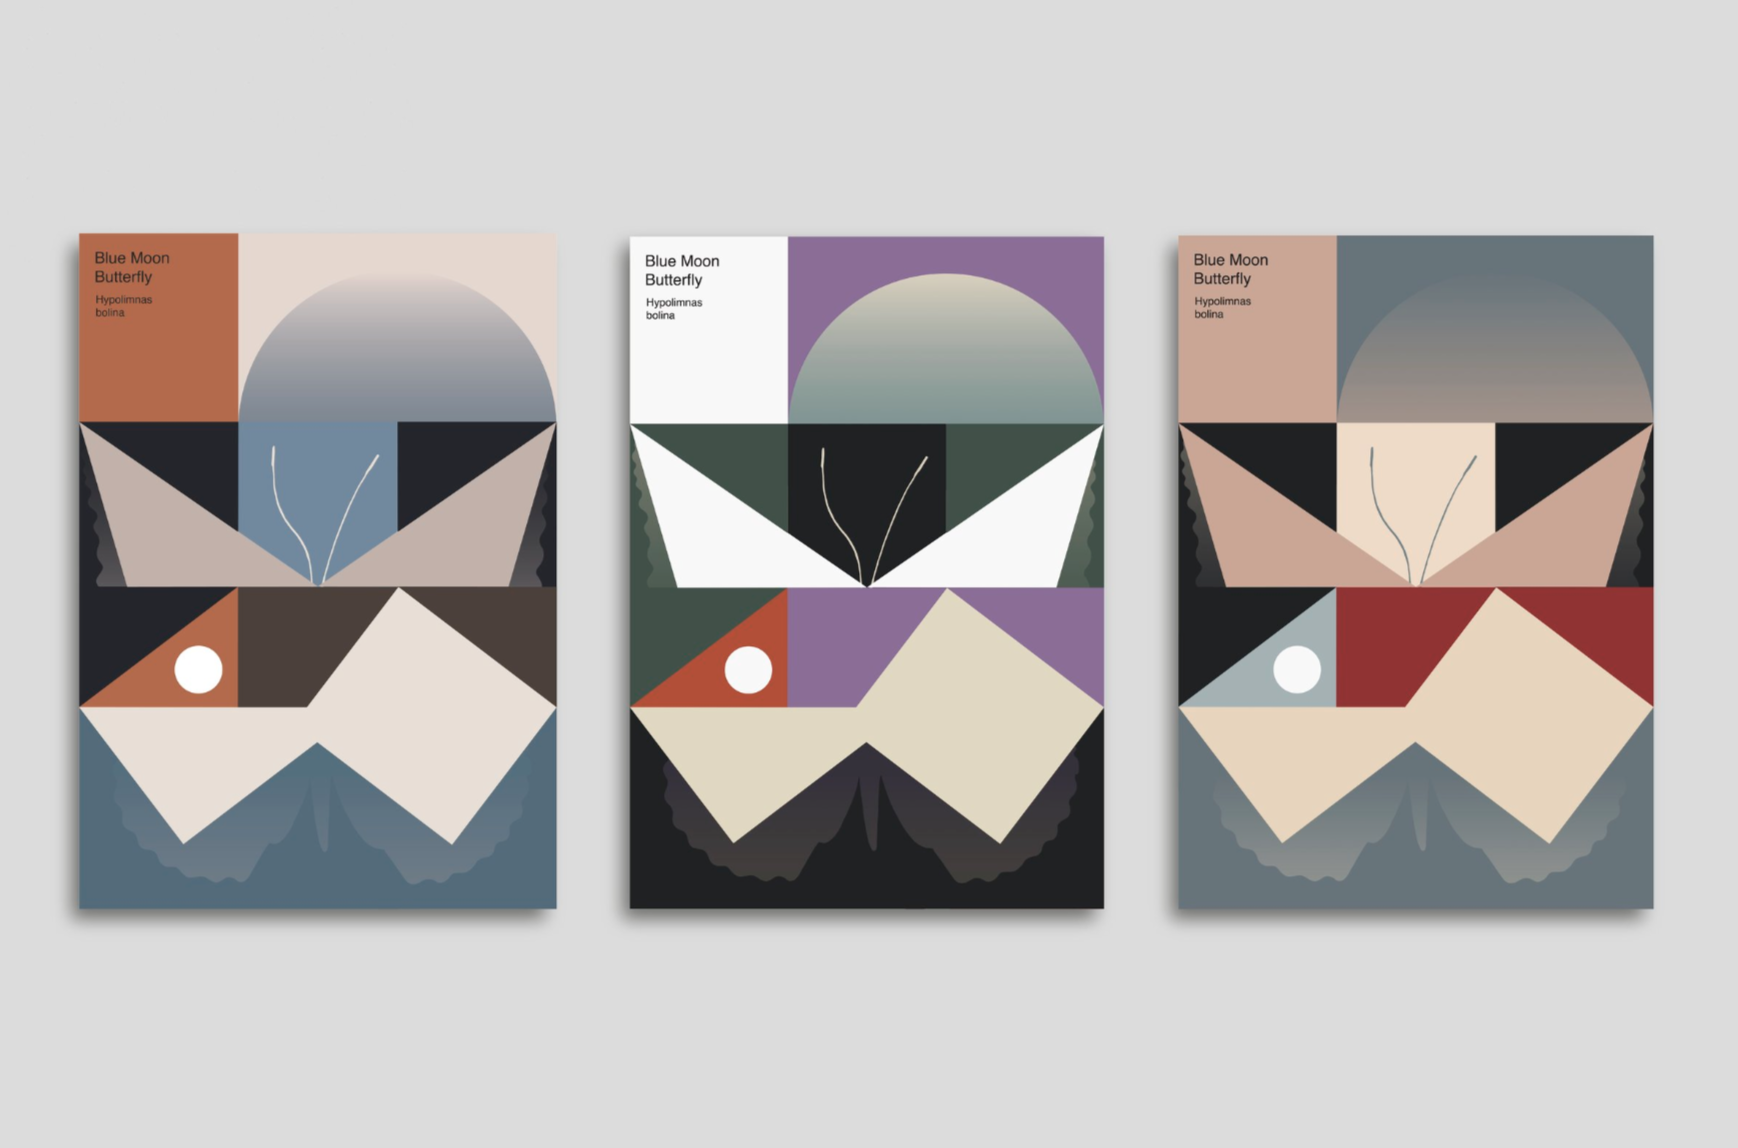 Blue Moon
Butterfly
Hypolimnas
bolina
Blue Moon
Butterfly
Hypolimnas
bolina
Blue Moon
Butterfly
Hypolimnas
bolina